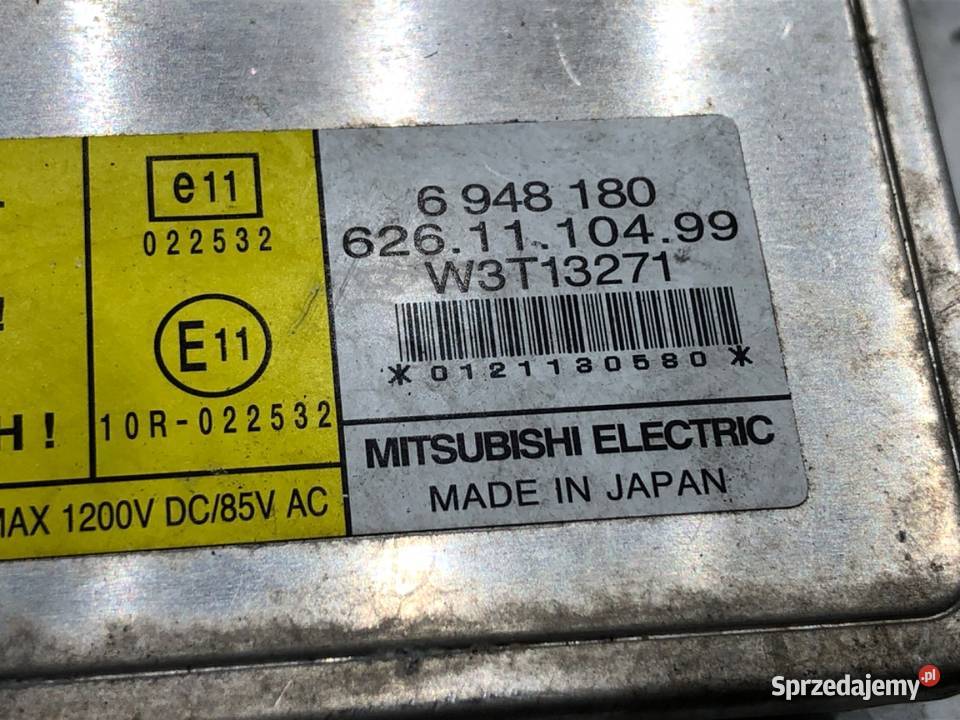 !
H !
MAX 1200V DC/85V AC
e11
022532
E11
10R-022532
6 948 180
626.11.104.99
W3T13271
*0121130580*
MITSUBISHI ELECTRIC
MADE IN JAPAN
Sprzedajemy.pl